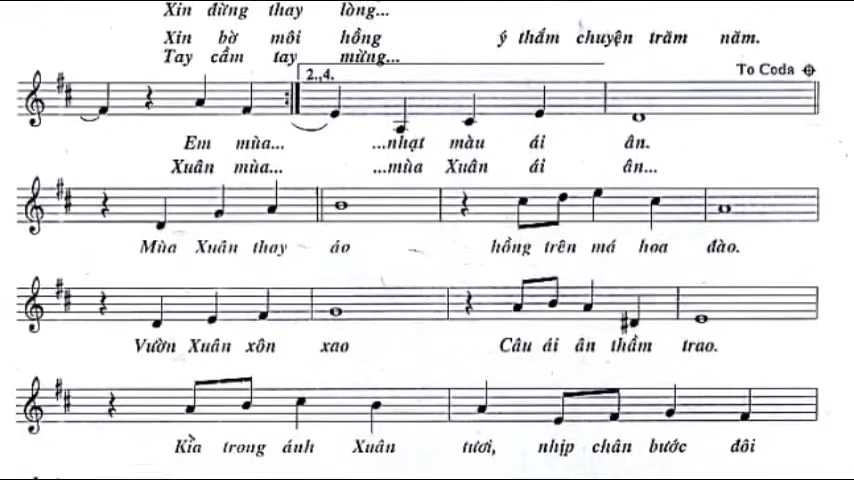 Xin đừng thay lòng...
Xin bờ môi hồng ý thắm chuyện trăm năm.
Tay cầm tay mừng...
2.,4. To Coda
Em mùa... ...nhạt màu ái ân.
Xuân mùa... ...mùa Xuân ái ân...
Mùa Xuân thay áo hồng trên má hoa đào.
Vườn Xuân xôn xao Câu ái ân thầm trao.
Kìa trong ánh Xuân tươi, nhịp chân bước đôi